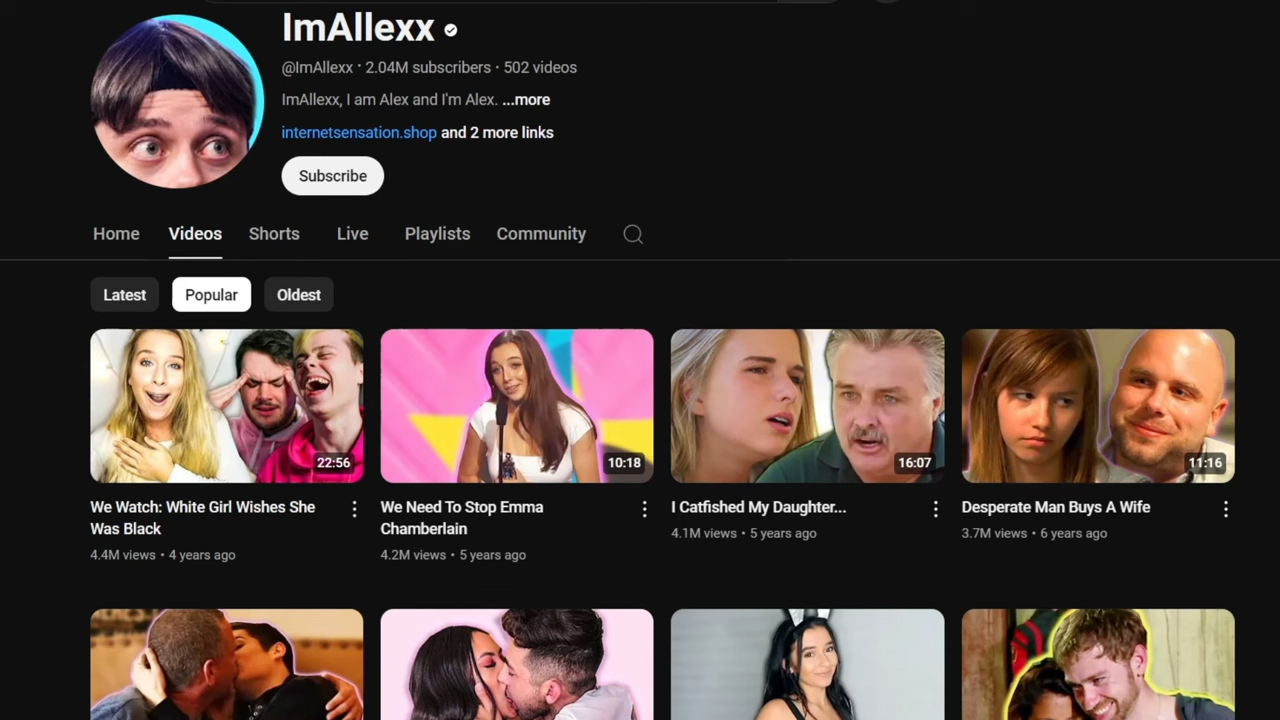 ImAllexx
@ImAllexx · 2.04M subscribers · 502 videos
ImAllexx, I am Alex and I'm Alex. ...more
internetsensation.shop and 2 more links
Subscribe
Home Videos Shorts Live Playlists Community
Latest Popular Oldest
22:56
10:18
16:07
11:16
We Watch: White Girl Wishes She
Was Black
4.4M views • 4 years ago
We Need To Stop Emma
Chamberlain
4.2M views • 5 years ago
I Catfished My Daughter...
4.1M views • 5 years ago
Desperate Man Buys A Wife
3.7M views • 6 years ago